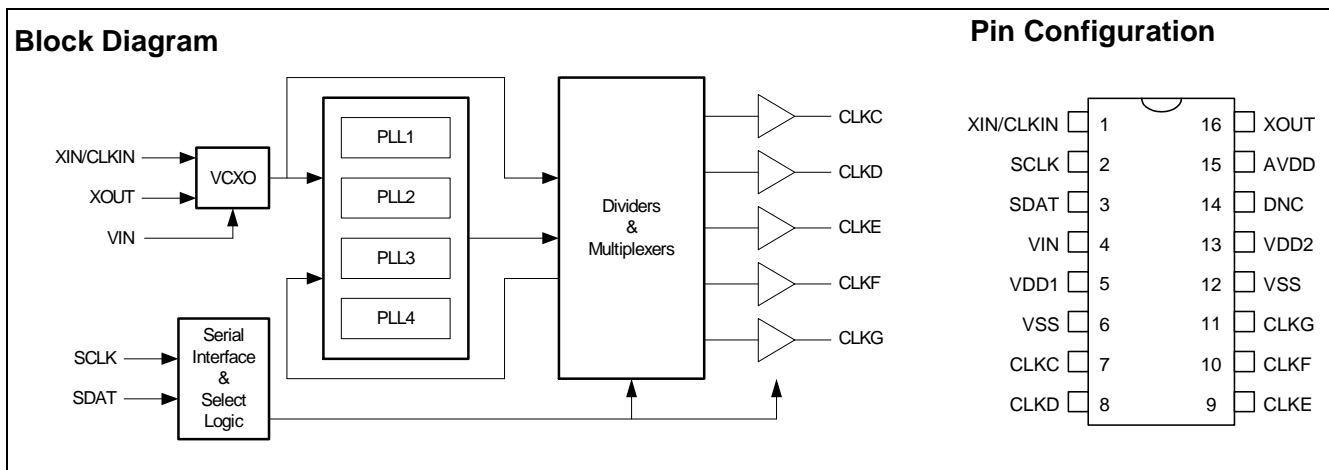 Block Diagram
XIN/CLKIN
XOUT
VIN
VCXO
PLL1
PLL2
PLL3
PLL4
Dividers
&
Multiplexers
CLKC
CLKD
CLKE
CLKF
CLKG
SCLK
SDAT
Serial
Interface
&
Select
Logic
Pin Configuration
XIN/CLKIN 1 16 XOUT
SCLK 2 15 AVDD
SDAT 3 14 DNC
VIN 4 13 VDD2
VDD1 5 12 VSS
VSS 6 11 CLKG
CLKC 7 10 CLKF
CLKD 8 9 CLKE